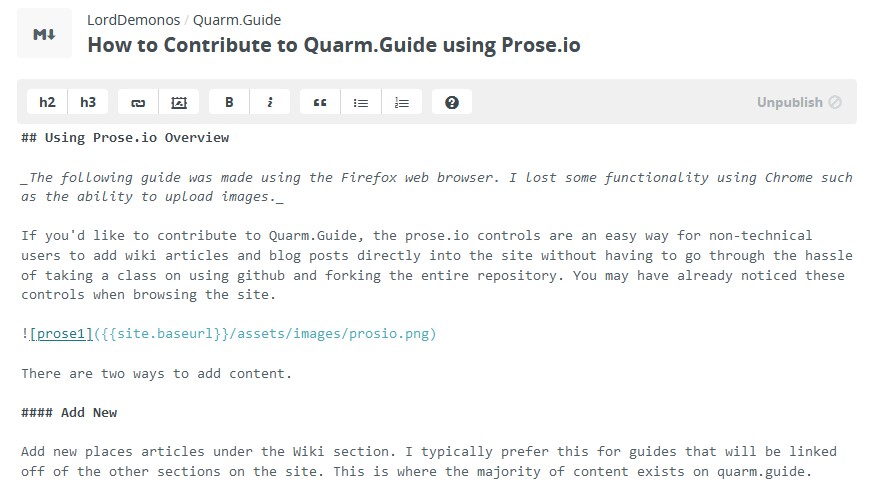 M↓
LordDemonos / Quarm.Guide
How to Contribute to Quarm.Guide using Prose.io
h2 h3 B i “ ? Unpublish
## Using Prose.io Overview
_The following guide was made using the Firefox web browser. I lost some functionality using Chrome such
as the ability to upload images._
If you'd like to contribute to Quarm.Guide, the prose.io controls are an easy way for non-technical
users to add wiki articles and blog posts directly into the site without having to go through the hassle
of taking a class on using github and forking the entire repository. You may have already noticed these
controls when browsing the site.
![prose1]({{site.baseurl}}/assets/images/prosio.png)
There are two ways to add content.
#### Add New
Add new places articles under the Wiki section. I typically prefer this for guides that will be linked
off of the other sections on the site. This is where the majority of content exists on quarm.guide.